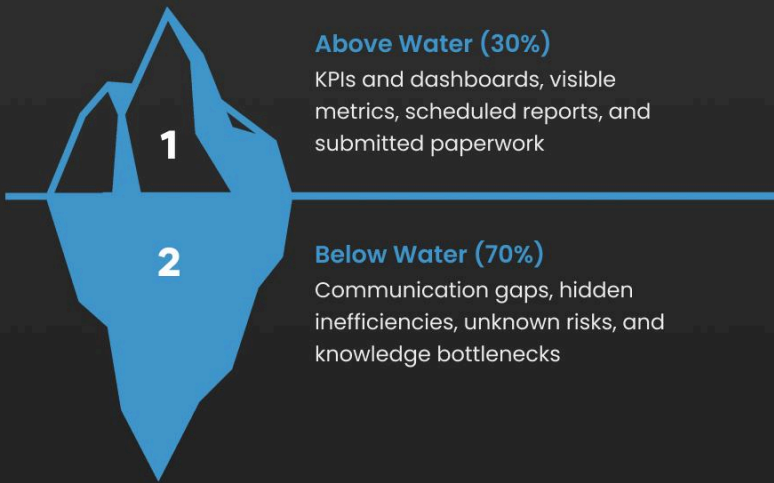 1
Above Water (30%)
KPIs and dashboards, visible
metrics, scheduled reports, and
submitted paperwork
2
Below Water (70%)
Communication gaps, hidden
inefficiencies, unknown risks, and
knowledge bottlenecks